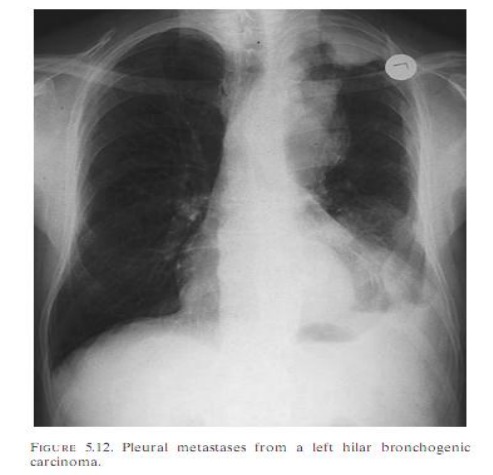 FIGURE 5.12. Pleural metastases from a left hilar bronchogenic
carcinoma.